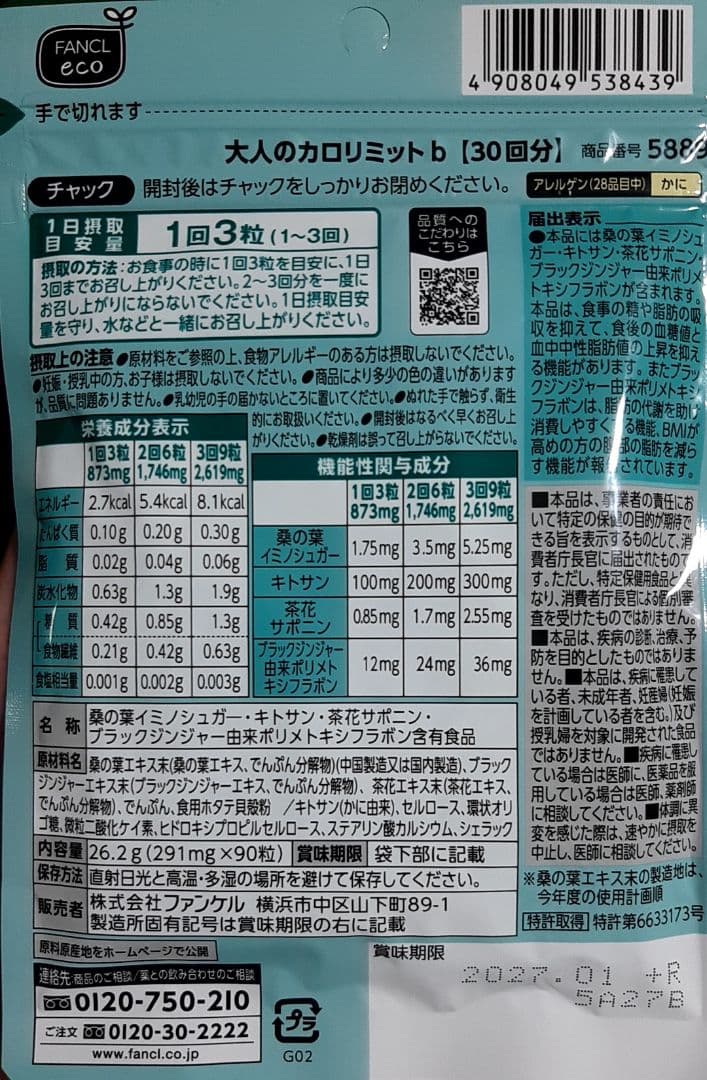 FANCL
eco
4 908049 538439
手で切れます
大人のカロリミットb【30回分】 商品番号 588
チャック 開封後はチャックをしっかりお閉めください。
アレルゲン(28品目中) かに
1日摂取
目安量
1回3粒(1～3回)
摂取の方法:お食事の時に1回3粒を目安に、1日
3回までお召し上がりください。2～3回分を一度に
お召し上がりにならないでください。1日摂取目安
量を守り、水などと一緒にお召し上がりください。
品質への
こだわりは
こちら
届出表示
●本品には桑の葉イミノシュ
ガー・キトサン・茶花サポニン・
ブラックジンジャー由来ポリメ
トキシフラボンが含まれます。
本品は、食事の糖や脂肪の吸
収を抑えて、食後の血糖値と
血中中性脂肪値の上昇を抑え
る機能があります。またブラッ
クジンジャー由来ポリメトキシ
フラボンは、脂肪の代謝を助け
消費しやすくする機能、BMIが
高めの方の腹部の脂肪を減ら
す機能が報告されています。
摂取上の注意 ●原材料をご参照の上、食物アレルギーのある方は摂取しないでください。
●妊娠・授乳中の方、お子様は摂取しないでください。●商品により多少の色の違いがあります
が、品質に問題ありません。●乳幼児の手の届かないところに置いてください。●ぬれた手で触らず、衛生
的にお取扱いください。●開封後はなるべく早くお召し上
がりください。●乾燥剤は誤って召し上がらないでください。
栄養成分表示
1回3粒 2回6粒 3回9粒
873mg 1,746mg 2,619mg
エネルギー 2.7kcal 5.4kcal 8.1kcal
たんぱく質 0.10g 0.20g 0.30g
脂質 0.02g 0.04g 0.06g
炭水化物 0.63g 1.3g 1.9g
糖質 0.42g 0.85g 1.3g
食物繊維 0.21g 0.42g 0.63g
食塩相当量 0.001g 0.002g 0.003g
機能性関与成分
1回3粒 2回6粒 3回9粒
873mg 1,746mg 2,619mg
桑の葉
イミノシュガー 1.75mg 3.5mg 5.25mg
キトサン 100mg 200mg 300mg
茶花
サポニン 0.85mg 1.7mg 2.55mg
ブラックジンジャー
由来ポリメト
キシフラボン 12mg 24mg 36mg
■本品は、事業者の責任にお
いて特定の保健の目的が期待で
きる旨を表示するものとして、消
費者庁長官に届出されたもので
す。ただし、特定保健用食品と異
なり、消費者庁長官による個別審
査を受けたものではありません。
■本品は、疾病の診断、治療、予
防を目的としたものではありま
せん。■本品は、疾病に罹患して
いる者、未成年者、妊産婦(妊娠
を計画している者を含む。)及び
授乳婦を対象に開発された食品
ではありません。■疾病に罹患し
ている場合は医師に、医薬品を服
用している場合は医師、薬剤師
に相談してください。■体調に異
変を感じた際は、速やかに摂取を
中止し、医師に相談してください。
※桑の葉エキス末の製造地は、
今年度の使用計画順
特許取得 特許第6633173号
名称 桑の葉イミノシュガー・キトサン・茶花サポニン・
ブラックジンジャー由来ポリメトキシフラボン含有食品
原材料名 桑の葉エキス末(桑の葉エキス、でんぷん分解物)(中国製造又は国内製造)、ブラック
ジンジャーエキス末(ブラックジンジャーエキス、でんぷん分解物)、茶花エキス末(茶花エキス、
でんぷん分解物)、でんぷん、食用ホタテ貝殻粉 /キトサン(かに由来)、セルロース、環状オリ
ゴ糖、微粒二酸化ケイ素、ヒドロキシプロピルセルロース、ステアリン酸カルシウム、シェラック
内容量 26.2g(291mg×90粒) 賞味期限 袋下部に記載
保存方法 直射日光と高温・多湿の場所を避けて保存してください。
販売者 株式会社ファンケル 横浜市中区山下町89-1
製造所固有記号は賞味期限の右に記載
原料原産地をホームページで公開
連絡先:商品のご相談/薬との飲み合わせのご相談
0120-750-210
ご注文 0120-30-2222
www.fancl.co.jp
プラ
G02
賞味期限
2027.01 +R
5A27B